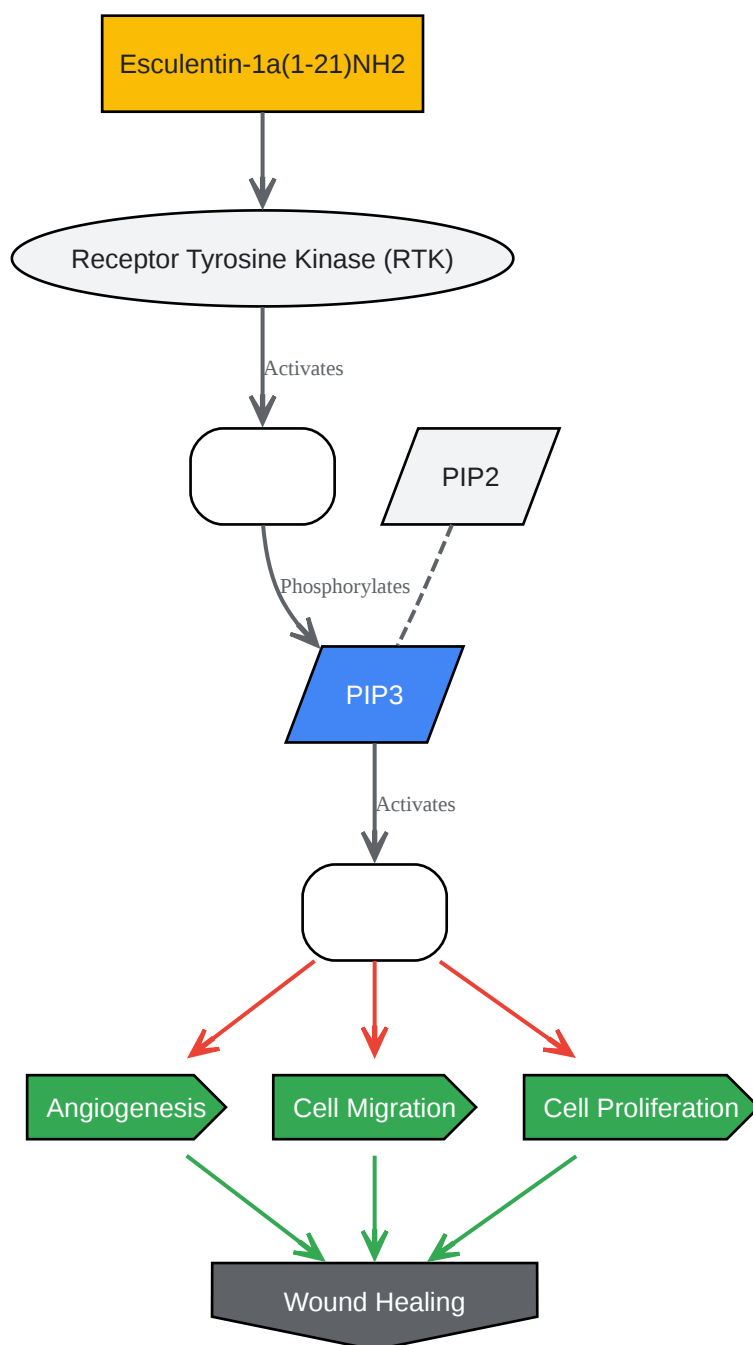 Esculentin-1a(1-21)NH2
Receptor Tyrosine Kinase (RTK)
Activates
PIP2
Phosphorylates
PIP3
Activates
Angiogenesis
Cell Migration
Cell Proliferation
Wound Healing